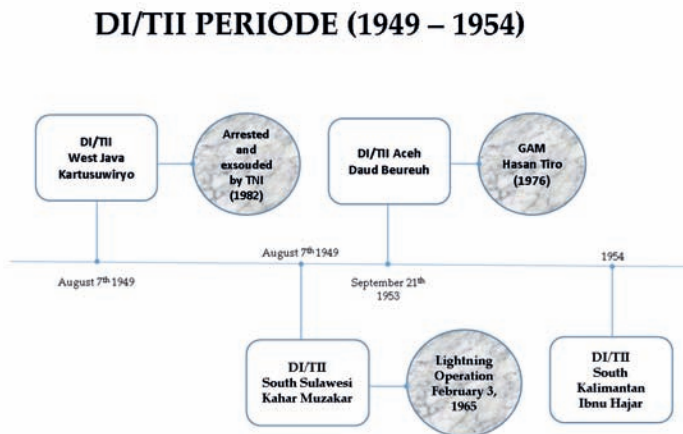 DI/TII PERIODE (1949 – 1954)
DI/TII
West Java
Kartusuwiryo
Arrested
and
exsouded
by TNI
(1982)
DI/TII Aceh
Daud Beureuh
GAM
Hasan Tiro
(1976)
August 7th 1949
August 7th 1949
September 21th
1953
1954
DI/TII
South Sulawesi
Kahar Muzakar
Lightning
Operation
February 3,
1965
DI/TII
South
Kalimantan
Ibnu Hajar